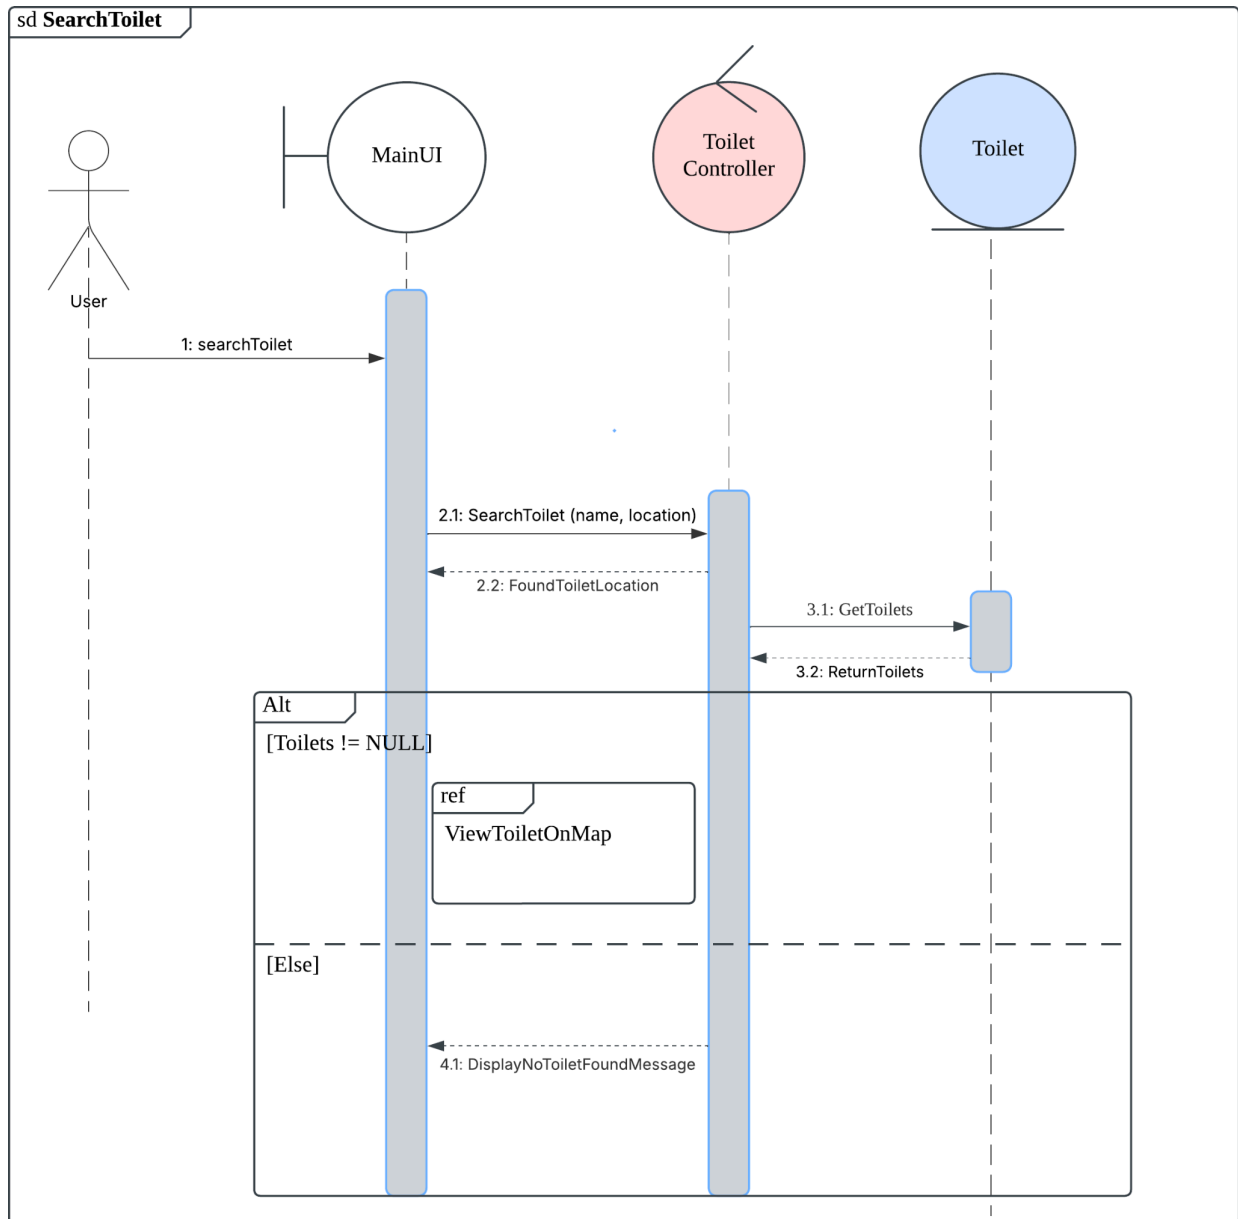 sd SearchToilet
MainUI
Toilet
Controller
Toilet
User
1: searchToilet
2.1: SearchToilet (name, location)
2.2: FoundToiletLocation
3.1: GetToilets
3.2: ReturnToilets
Alt
[Toilets != NULL]
ref
ViewToiletOnMap
[Else]
4.1: DisplayNoToiletFoundMessage